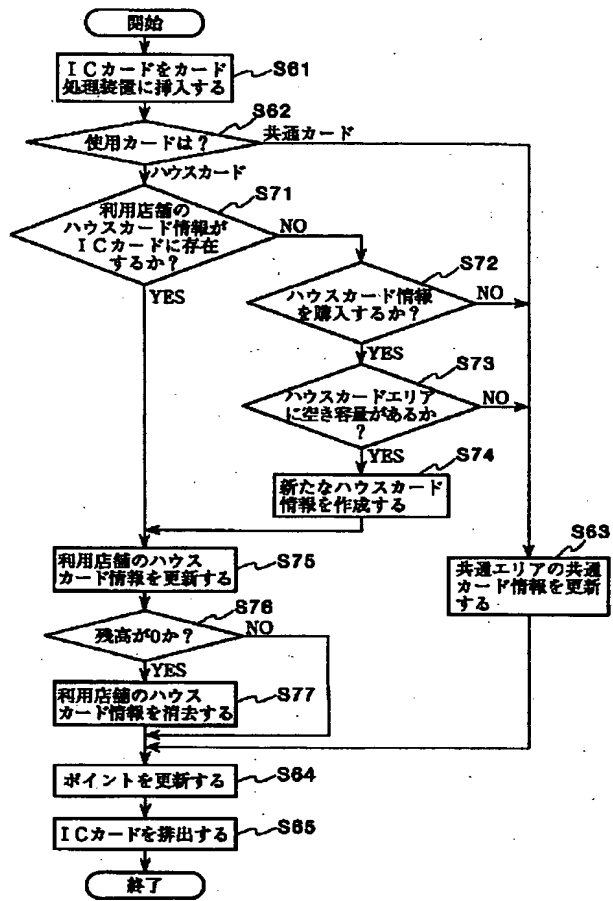 開始
ＩＣカードをカード
処理装置に挿入する
S61
S62
使用カードは？
共通カード
ハウスカード
S71
利用店舗の
ハウスカード情報が
ＩＣカードに存在
するか？
NO
YES
S72
ハウスカード情報
を購入するか？
NO
YES
S73
ハウスカードエリア
に空き容量があるか
？
NO
YES
S74
新たなハウスカード
情報を作成する
S75
利用店舗のハウス
カード情報を更新する
S63
共通エリアの共通
カード情報を更新
する
S76
残高が0か？
NO
YES
利用店舗のハウス
カード情報を消去する
S77
ポイントを更新する
S64
ＩＣカードを排出する
S65
終了